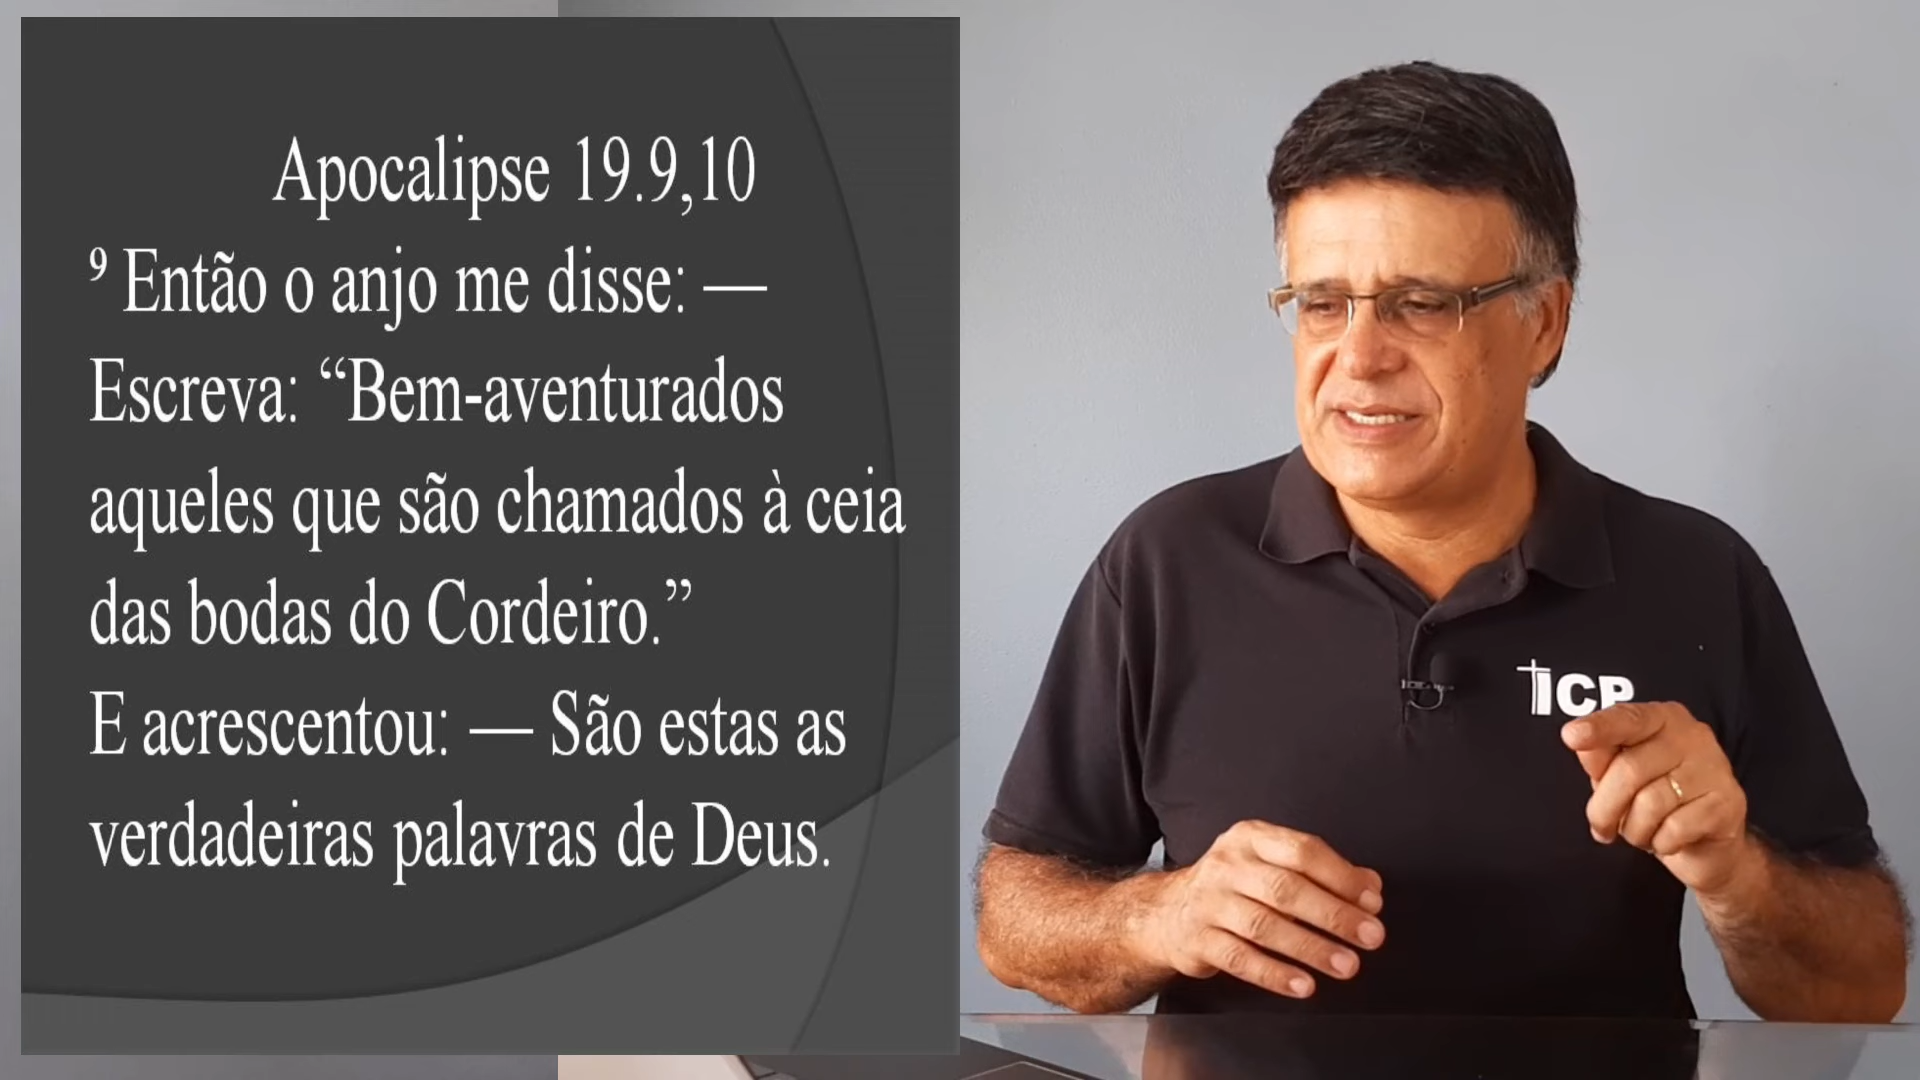 Apocalipse 19.9,10
⁹ Então o anjo me disse: —
Escreva: “Bem-aventurados
aqueles que são chamados à ceia
das bodas do Cordeiro.”
E acrescentou: — São estas as
verdadeiras palavras de Deus.
ICP